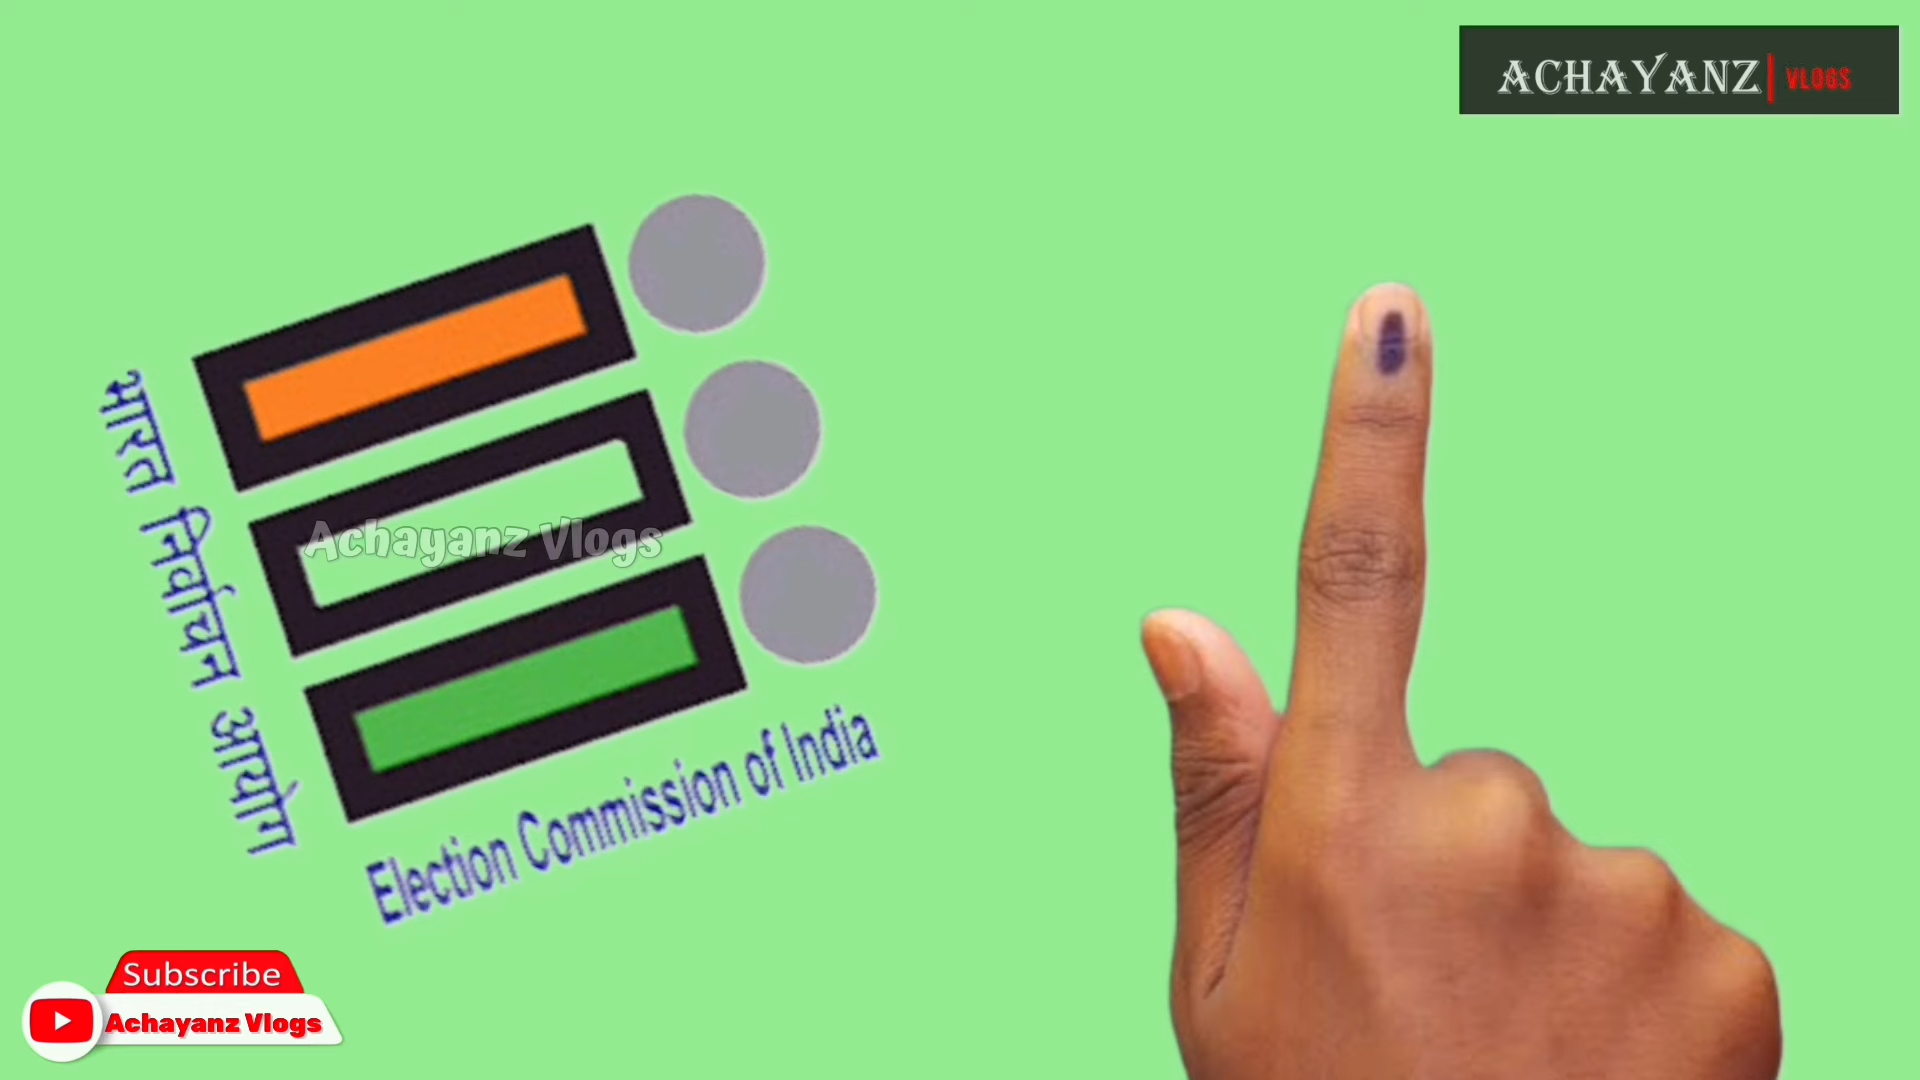 ACHAYANZ VLOGS
भारत निर्वाचन आयोग
Achayanz Vlogs
Election Commission of India
Subscribe
Achayanz Vlogs